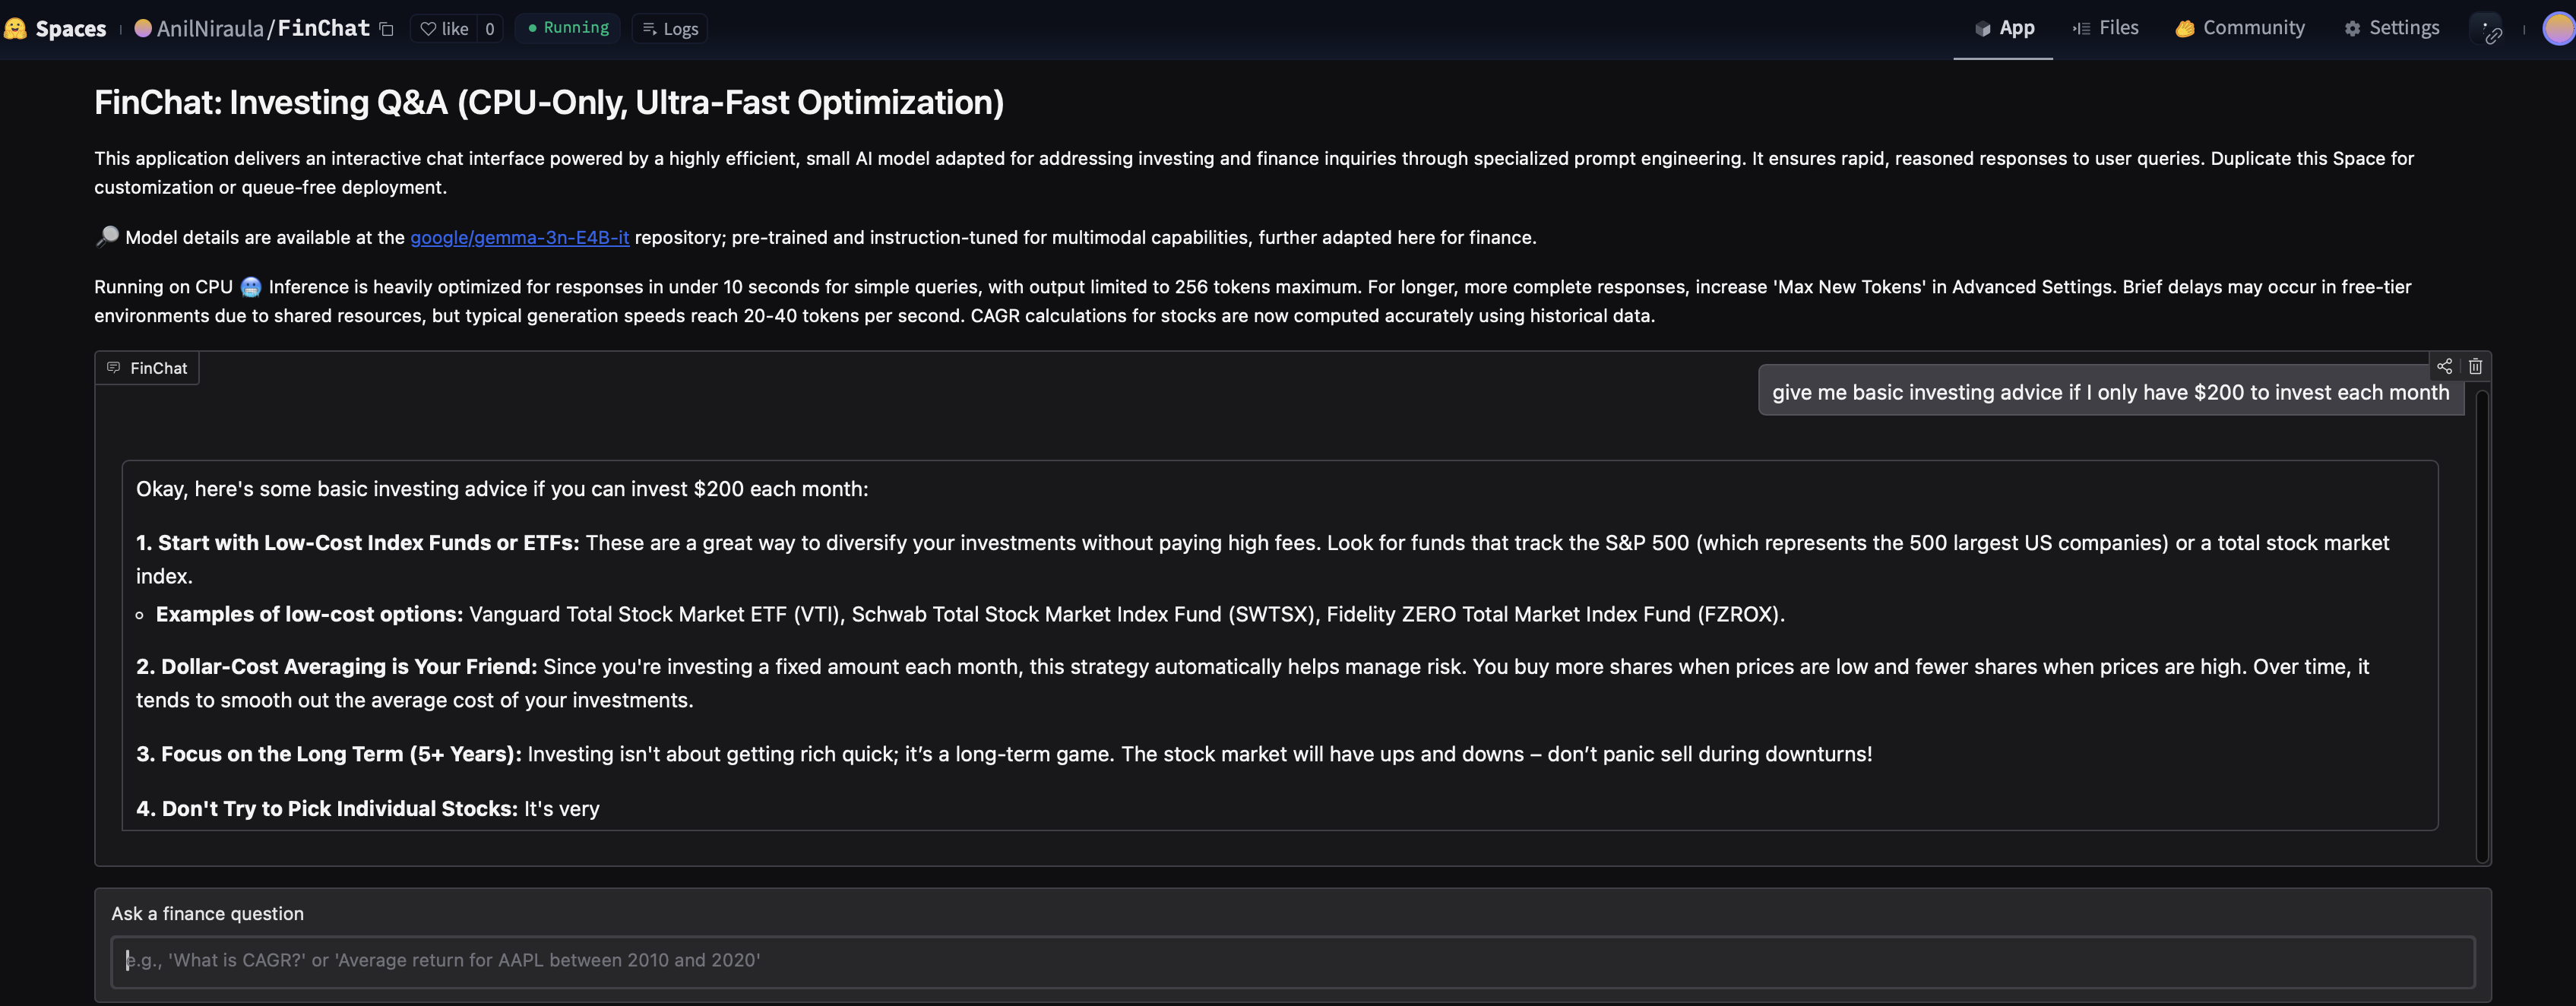 Spaces AnilNiraula/FinChat like 0 Running Logs App Files Community Settings
FinChat: Investing Q&A (CPU-Only, Ultra-Fast Optimization)
This application delivers an interactive chat interface powered by a highly efficient, small AI model adapted for addressing investing and finance inquiries through specialized prompt engineering. It ensures rapid, reasoned responses to user queries. Duplicate this Space for
customization or queue-free deployment.
🔎 Model details are available at the google/gemma-3n-E4B-it repository; pre-trained and instruction-tuned for multimodal capabilities, further adapted here for finance.
Running on CPU 🥶 Inference is heavily optimized for responses in under 10 seconds for simple queries, with output limited to 256 tokens maximum. For longer, more complete responses, increase 'Max New Tokens' in Advanced Settings. Brief delays may occur in free-tier
environments due to shared resources, but typical generation speeds reach 20-40 tokens per second. CAGR calculations for stocks are now computed accurately using historical data.
FinChat
give me basic investing advice if I only have $200 to invest each month
Okay, here's some basic investing advice if you can invest $200 each month:
1. Start with Low-Cost Index Funds or ETFs: These are a great way to diversify your investments without paying high fees. Look for funds that track the S&P 500 (which represents the 500 largest US companies) or a total stock market
index.
◦ Examples of low-cost options: Vanguard Total Stock Market ETF (VTI), Schwab Total Stock Market Index Fund (SWTSX), Fidelity ZERO Total Market Index Fund (FZROX).
2. Dollar-Cost Averaging is Your Friend: Since you're investing a fixed amount each month, this strategy automatically helps manage risk. You buy more shares when prices are low and fewer shares when prices are high. Over time, it
tends to smooth out the average cost of your investments.
3. Focus on the Long Term (5+ Years): Investing isn't about getting rich quick; it’s a long-term game. The stock market will have ups and downs – don’t panic sell during downturns!
4. Don't Try to Pick Individual Stocks: It's very
Ask a finance question
e.g., 'What is CAGR?' or 'Average return for AAPL between 2010 and 2020'